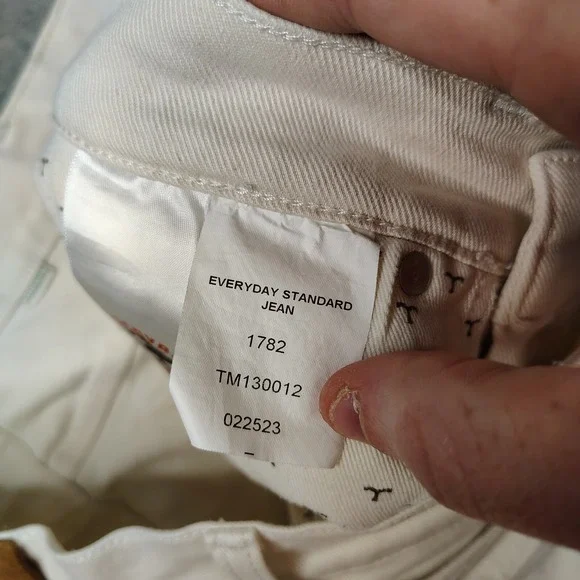 EVERYDAY STANDARD
JEAN
1782
TM130012
022523